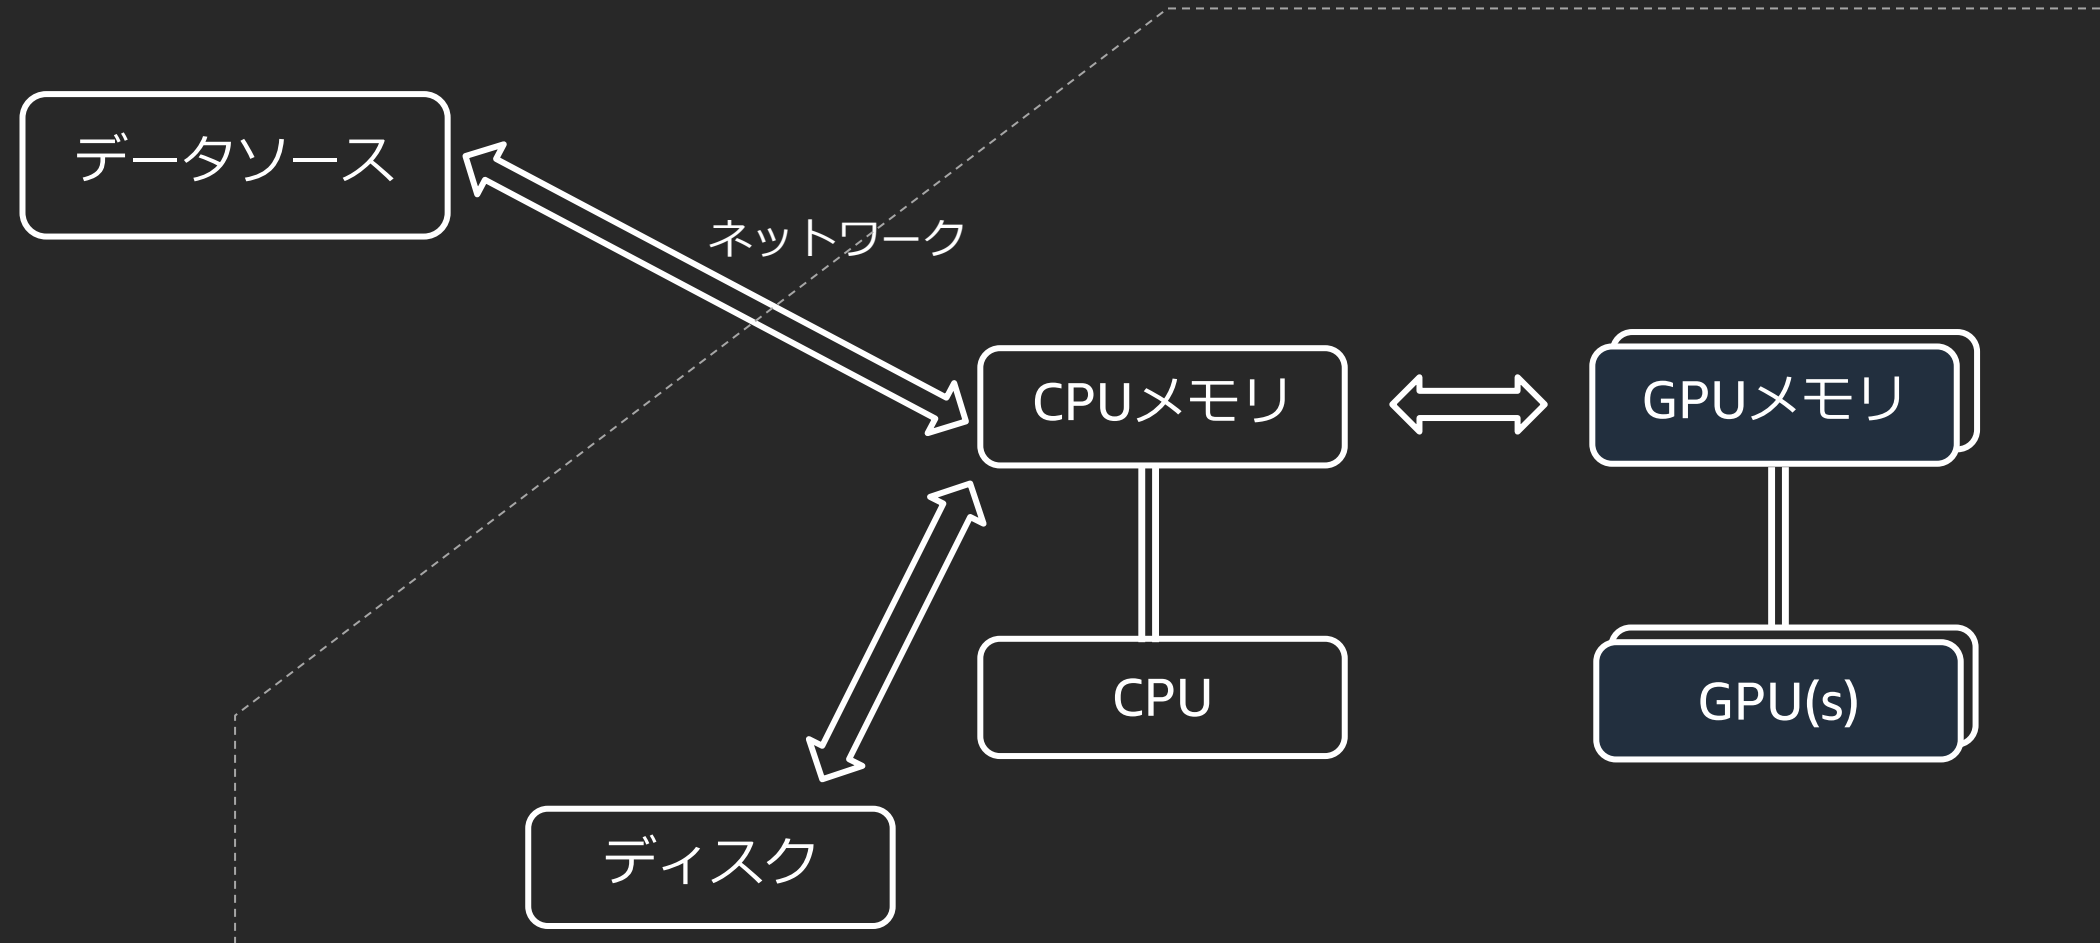 データソース
ネットワーク
CPUメモリ
GPUメモリ
CPU
GPU(s)
ディスク